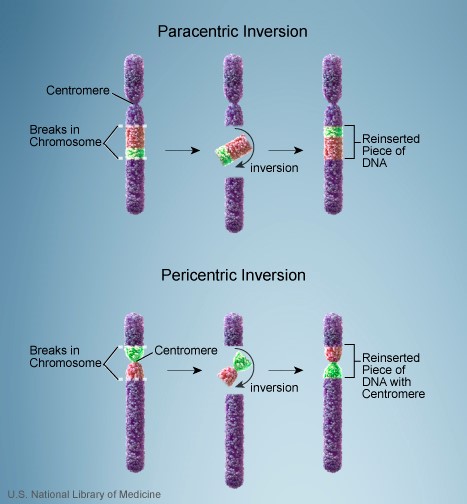 Paracentric Inversion
Centromere
Breaks in
Chromosome
inversion
Reinserted
Piece of
DNA
Pericentric Inversion
Breaks in
Chromosome
Centromere
inversion
Reinserted
Piece of
DNA with
Centromere
U.S. National Library of Medicine